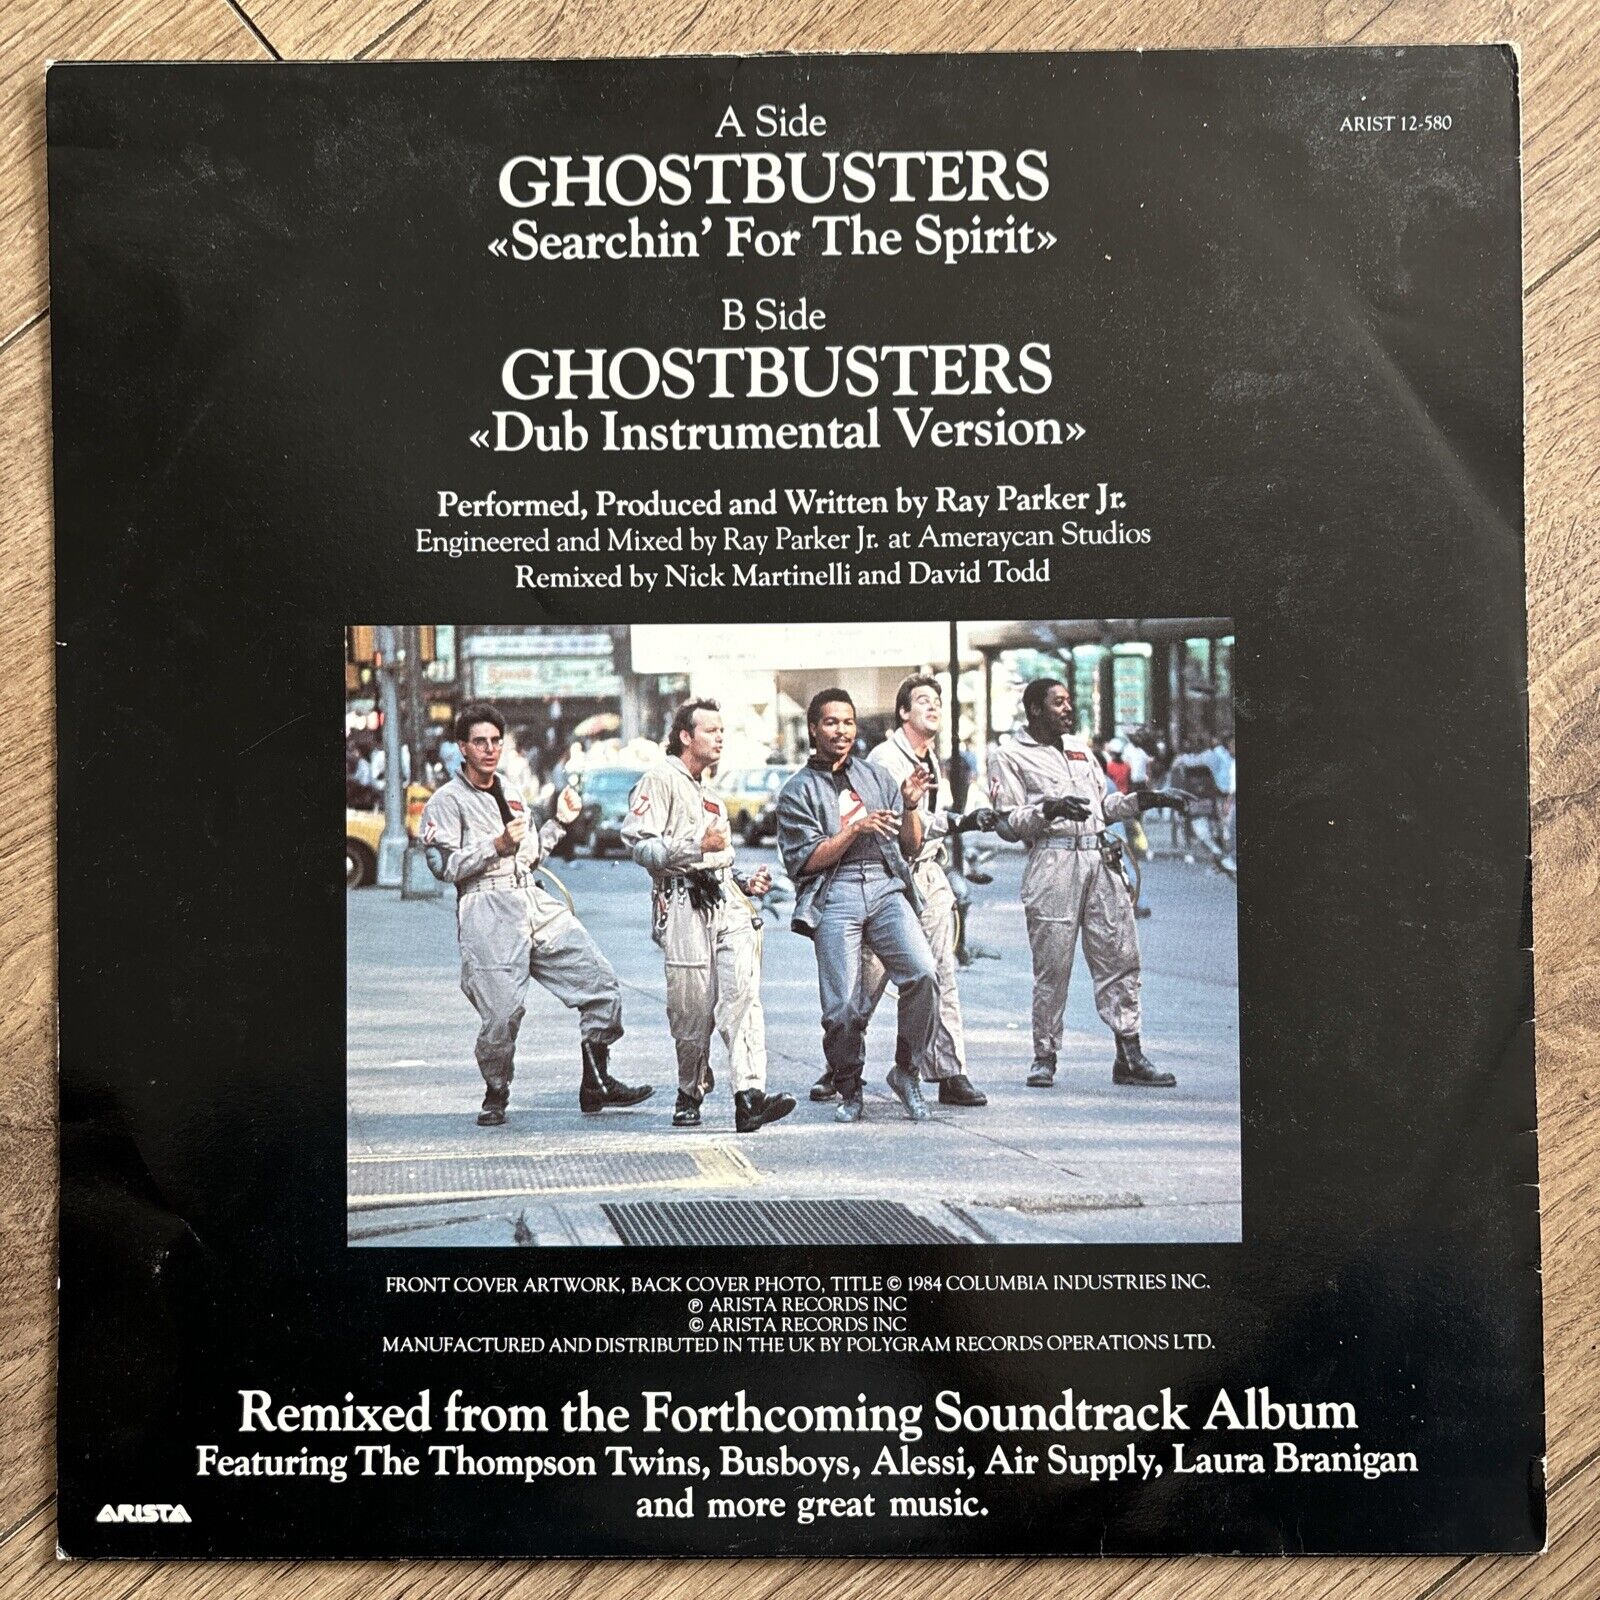 ARIST 12-580
A Side
GHOSTBUSTERS
«Searchin' For The Spirit»
B Side
GHOSTBUSTERS
«Dub Instrumental Version»
Performed, Produced and Written by Ray Parker Jr.
Engineered and Mixed by Ray Parker Jr. at Ameraycan Studios
Remixed by Nick Martinelli and David Todd
FRONT COVER ARTWORK, BACK COVER PHOTO, TITLE © 1984 COLUMBIA INDUSTRIES INC.
℗ ARISTA RECORDS INC
© ARISTA RECORDS INC
MANUFACTURED AND DISTRIBUTED IN THE UK BY POLYGRAM RECORDS OPERATIONS LTD.
Remixed from the Forthcoming Soundtrack Album
Featuring The Thompson Twins, Busboys, Alessi, Air Supply, Laura Branigan
and more great music.
ARISTA